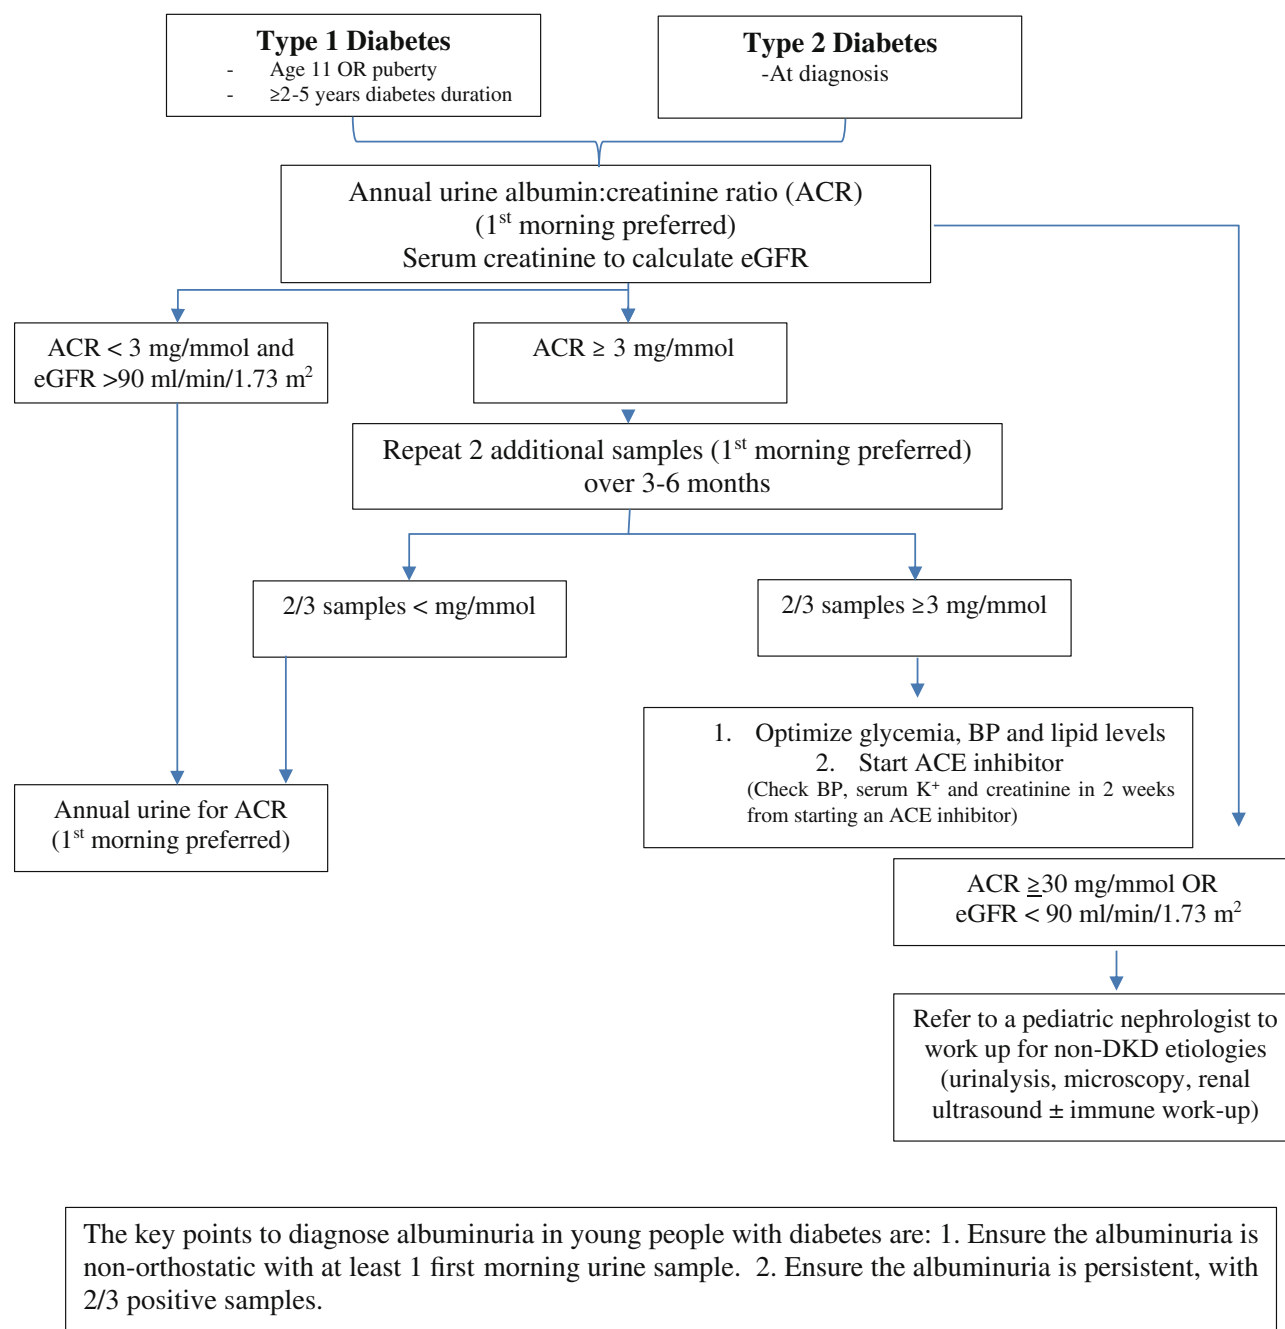 Type 1 Diabetes
- Age 11 OR puberty
- ≥2-5 years diabetes duration
Type 2 Diabetes
-At diagnosis
Annual urine albumin:creatinine ratio (ACR)
(1st morning preferred)
Serum creatinine to calculate eGFR
ACR < 3 mg/mmol and
eGFR >90 ml/min/1.73 m2
ACR ≥ 3 mg/mmol
Repeat 2 additional samples (1st morning preferred)
over 3-6 months
2/3 samples < mg/mmol
2/3 samples ≥3 mg/mmol
1. Optimize glycemia, BP and lipid levels
2. Start ACE inhibitor
(Check BP, serum K+ and creatinine in 2 weeks
from starting an ACE inhibitor)
Annual urine for ACR
(1st morning preferred)
ACR ≥30 mg/mmol OR
eGFR < 90 ml/min/1.73 m2
Refer to a pediatric nephrologist to
work up for non-DKD etiologies
(urinalysis, microscopy, renal
ultrasound ± immune work-up)
The key points to diagnose albuminuria in young people with diabetes are: 1. Ensure the albuminuria is
non-orthostatic with at least 1 first morning urine sample. 2. Ensure the albuminuria is persistent, with
2/3 positive samples.